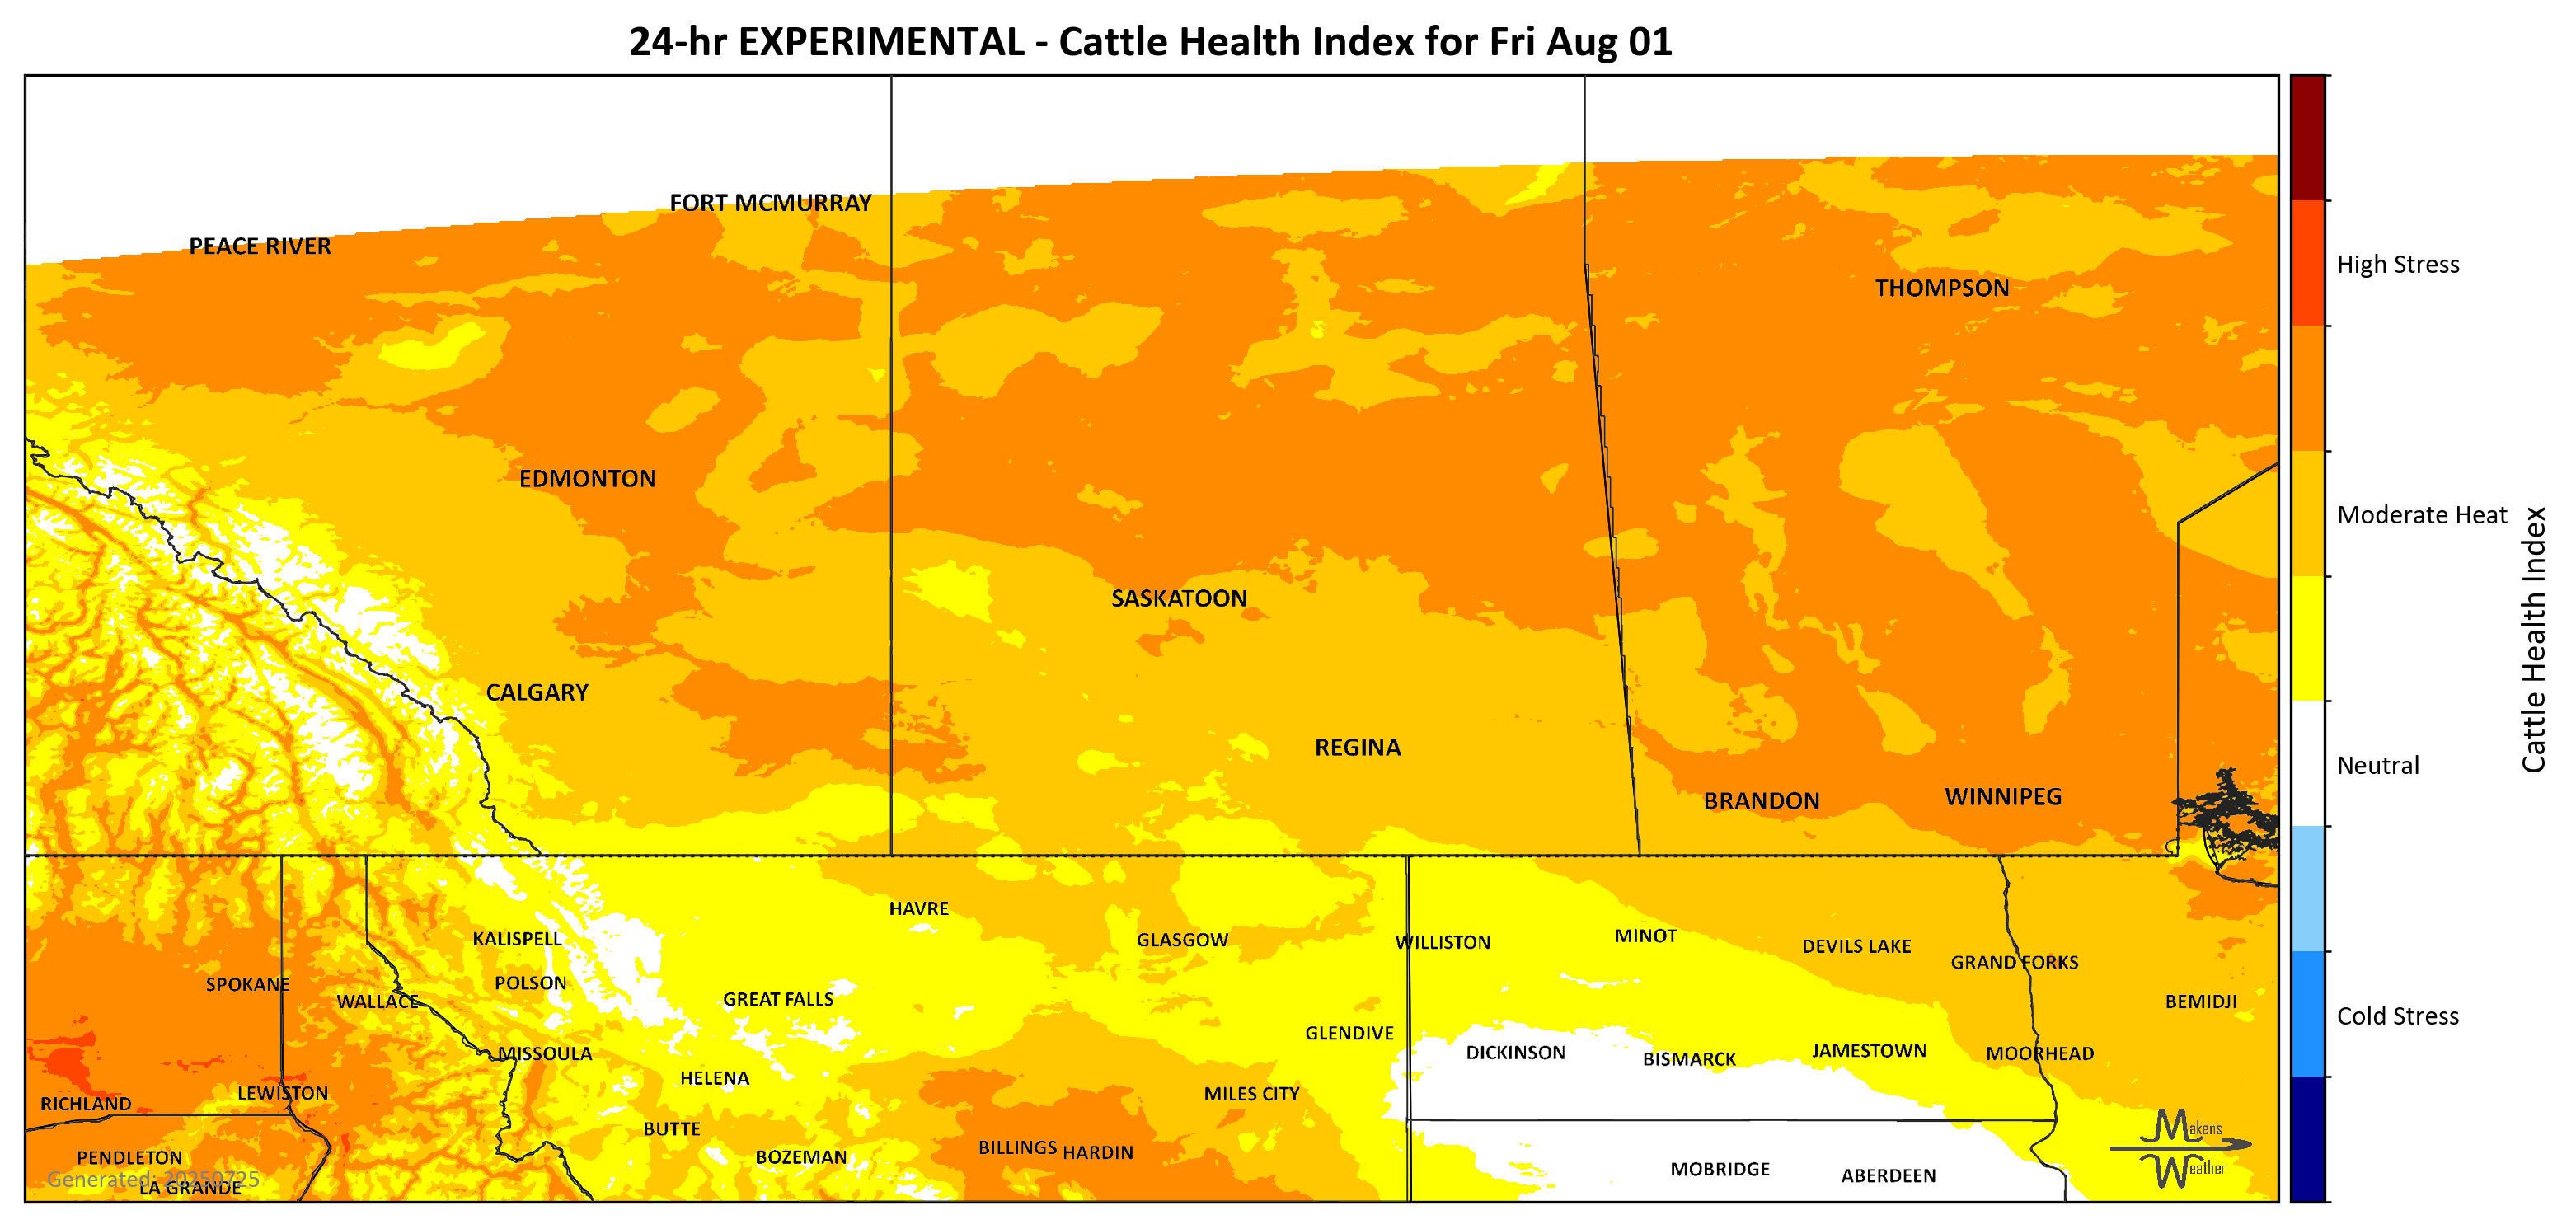 24-hr EXPERIMENTAL - Cattle Health Index for Fri Aug 01
FORT MCMURRAY
PEACE RIVER
High Stress
THOMPSON
EDMONTON
Moderate Heat
SASKATOON
Cattle Health Index
CALGARY
REGINA
Neutral
WINNIPEG
BRANDON
HAVRE
MINOT
KALISPELL
GLASGOW
WILLISTON
DEVILS LAKE
GRAND FORKS
POLSON
SPOKANE
GREAT FALLS
WALLACE
BEMIDJI
Cold Stress
GLENDIVE
JAMESTOWN
DICKINSON
MISSOULA
MOORHEAD
BISMARCK
HELENA
LEWISTON
MILES CITY
RICHLAND
BUTTE
Makens
Weather
BILLINGS
HARDIN
BOZEMAN
PENDLETON
MOBRIDGE
ABERDEEN
Generated: 20250725
LA GRANDE